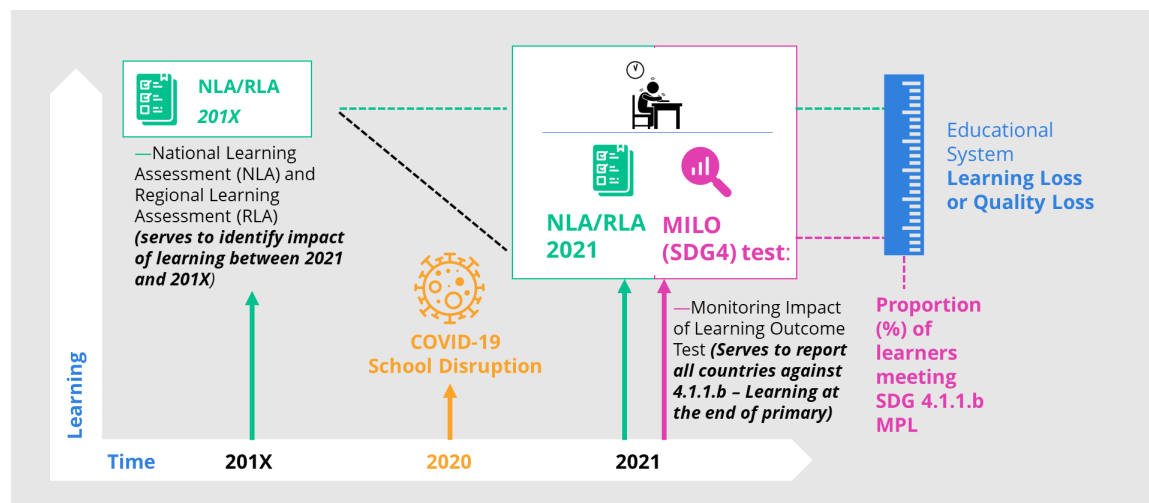 NLA/RLA
201X
—National Learning
Assessment (NLA) and
Regional Learning
Assessment (RLA)
(serves to identify impact
of learning between 2021
and 201X)
COVID-19
School Disruption
NLA/RLA
2021
MILO
(SDG4) test:
—Monitoring Impact
of Learning Outcome
Test (Serves to report
all countries against
4.1.1.b – Learning at
the end of primary)
Educational
System
Learning Loss
or Quality Loss
Proportion
(%) of
learners
meeting
SDG 4.1.1.b
MPL
Learning
Time
201X
2020
2021